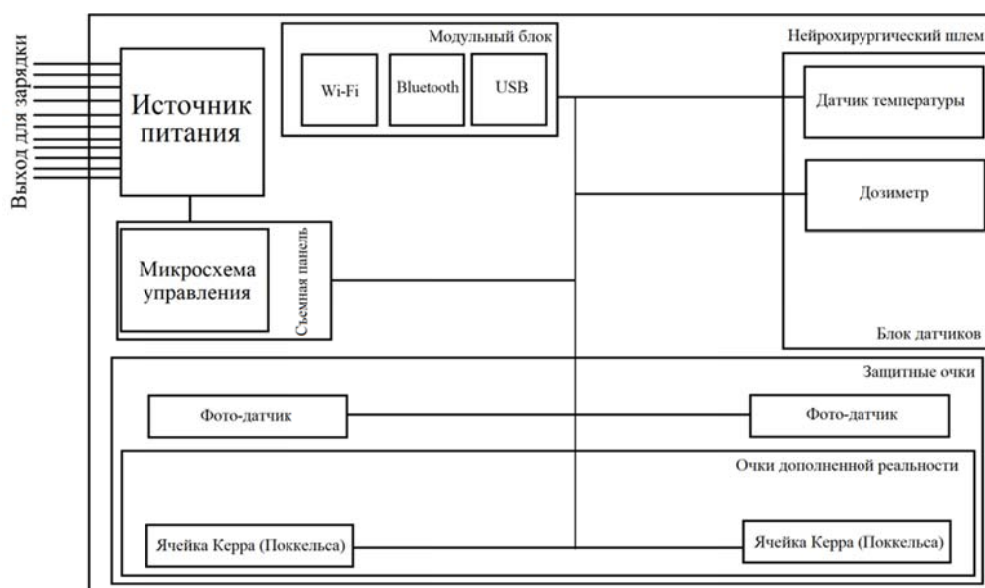 Модульный блок
Нейрохирургический шлем
Wi-Fi
Bluetooth
USB
Выход для зарядки
Источник
питания
Датчик температуры
Дозиметр
Микросхема
управления
Съемная панель
Блок датчиков
Защитные очки
Фото-датчик
Фото-датчик
Очки дополненной реальности
Ячейка Керра (Поккельса)
Ячейка Керра (Поккельса)